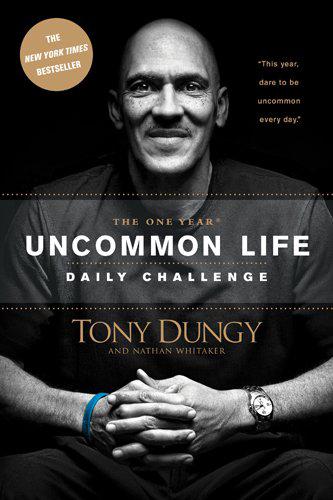 THE
NEW YORK TIMES
BESTSELLER
"This year,
dare to be
uncommon
every day."
THE ONE YEAR®
UNCOMMON LIFE
DAILY CHALLENGE
TONY DUNGY
AND NATHAN WHITAKER